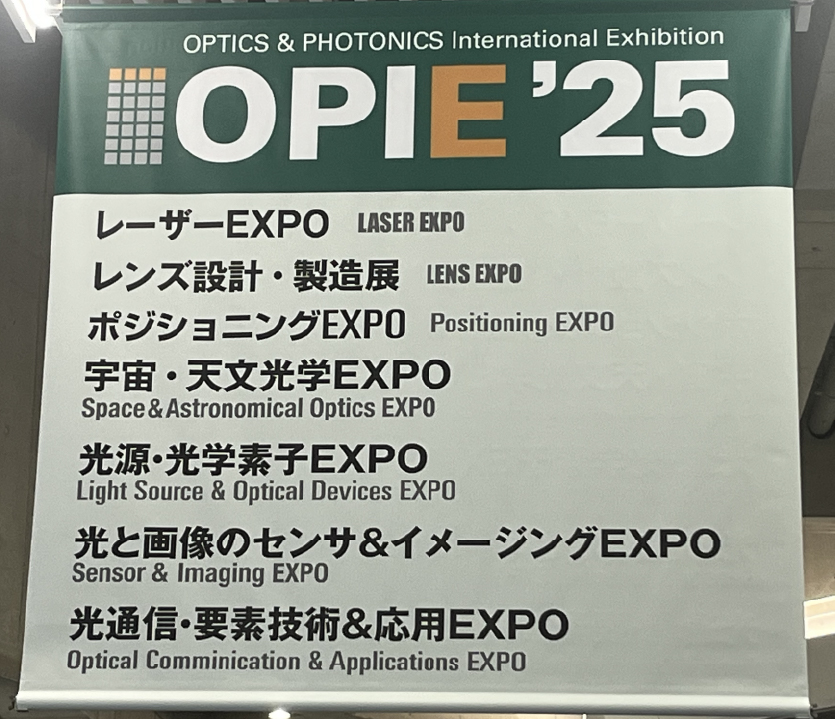 OPTICS & PHOTONICS International Exhibition
OPIE ’25
レーザーEXPO LASER EXPO
レンズ設計・製造展 LENS EXPO
ポジショニングEXPO Positioning EXPO
宇宙・天文光学EXPO
Space & Astronomical Optics EXPO
光源・光学素子EXPO
Light Source & Optical Devices EXPO
光と画像のセンサ&イメージングEXPO
Sensor & Imaging EXPO
光通信・要素技術&応用EXPO
Optical Comminication & Applications EXPO